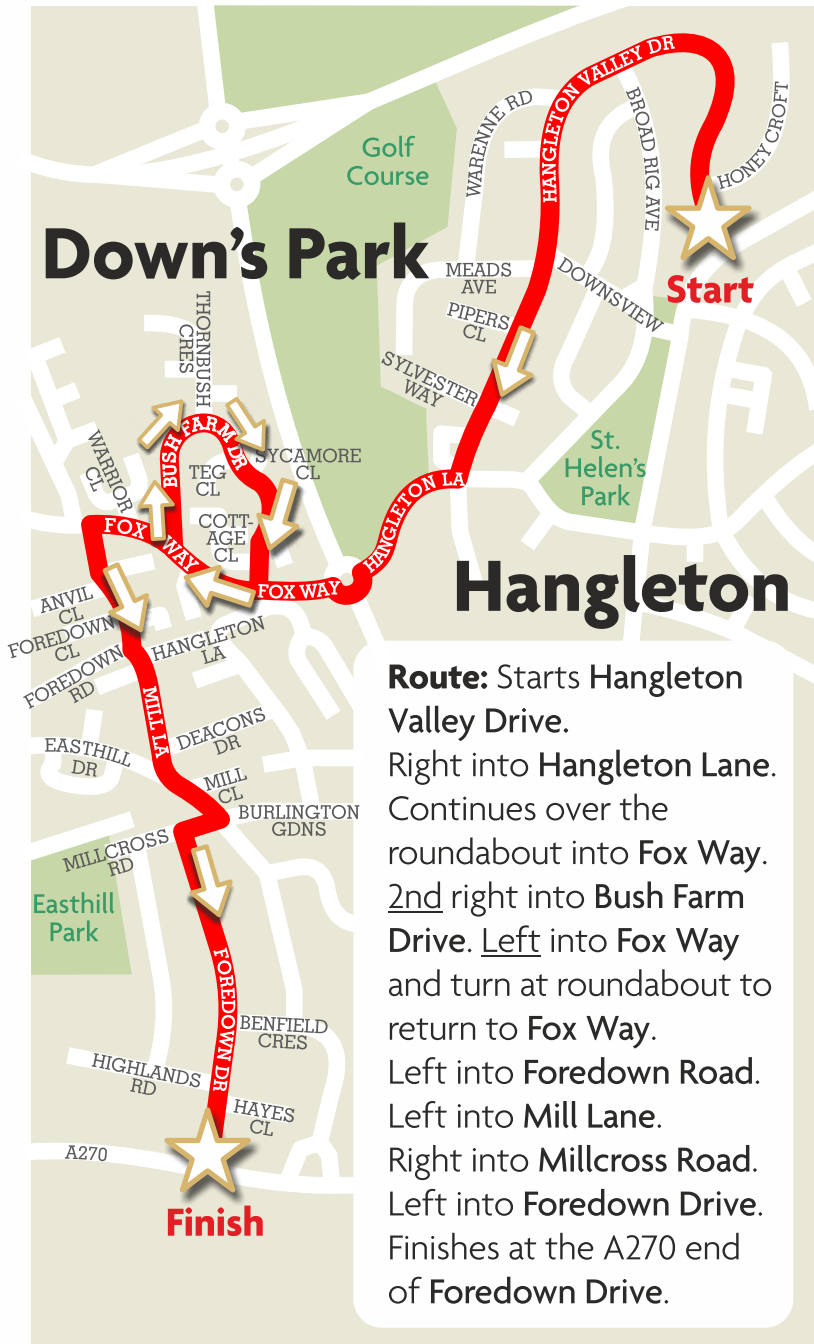 HANGLETON VALLEY DR
WARENNE RD
BROAD RIG AVE
HONEY CROFT
Golf
Course
Down's Park
Start
MEADS
AVE
DOWNSVIEW
PIPERS
CL
THORNBUSH
CRES
SYLVESTER
WAY
St.
Helen's
Park
BUSH FARM DR
SYCAMORE
CL
WARRIOR
CL
TEG
CL
HANGLETON LA
COTT-
AGE
CL
FOX WAY
FOX WAY
Hangleton
ANVIL
CL
FOREDOWN
CL
FOREDOWN
RD
HANGLETON
LA
MILL LA
DEACONS
DR
EASTHILL
DR
MILL
CL
BURLINGTON
GDNS
MILLCROSS
RD
Easthill
Park
FOREDOWN DR
BENFIELD
CRES
HIGHLANDS
RD
HAYES
CL
A270
Finish
Route: Starts Hangleton
Valley Drive.
Right into Hangleton Lane.
Continues over the
roundabout into Fox Way.
2nd right into Bush Farm
Drive. Left into Fox Way
and turn at roundabout to
return to Fox Way.
Left into Foredown Road.
Left into Mill Lane.
Right into Millcross Road.
Left into Foredown Drive.
Finishes at the A270 end
of Foredown Drive.